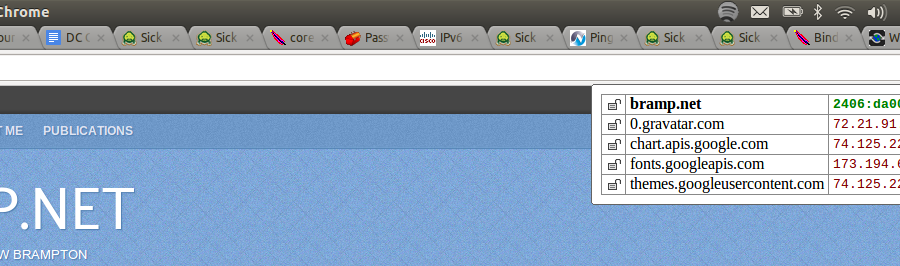 Chrome
our
DC
Sick
Sick
core
Pass
cisco
IPv6
Sick
Ping
Sick
Sick
Bind
W
ME
PUBLICATIONS
P.NET
W BRAMPTON
bramp.net 2406:da0
0.gravatar.com 72.21.91
chart.apis.google.com 74.125.22
fonts.googleapis.com 173.194.6
themes.googleusercontent.com 74.125.22